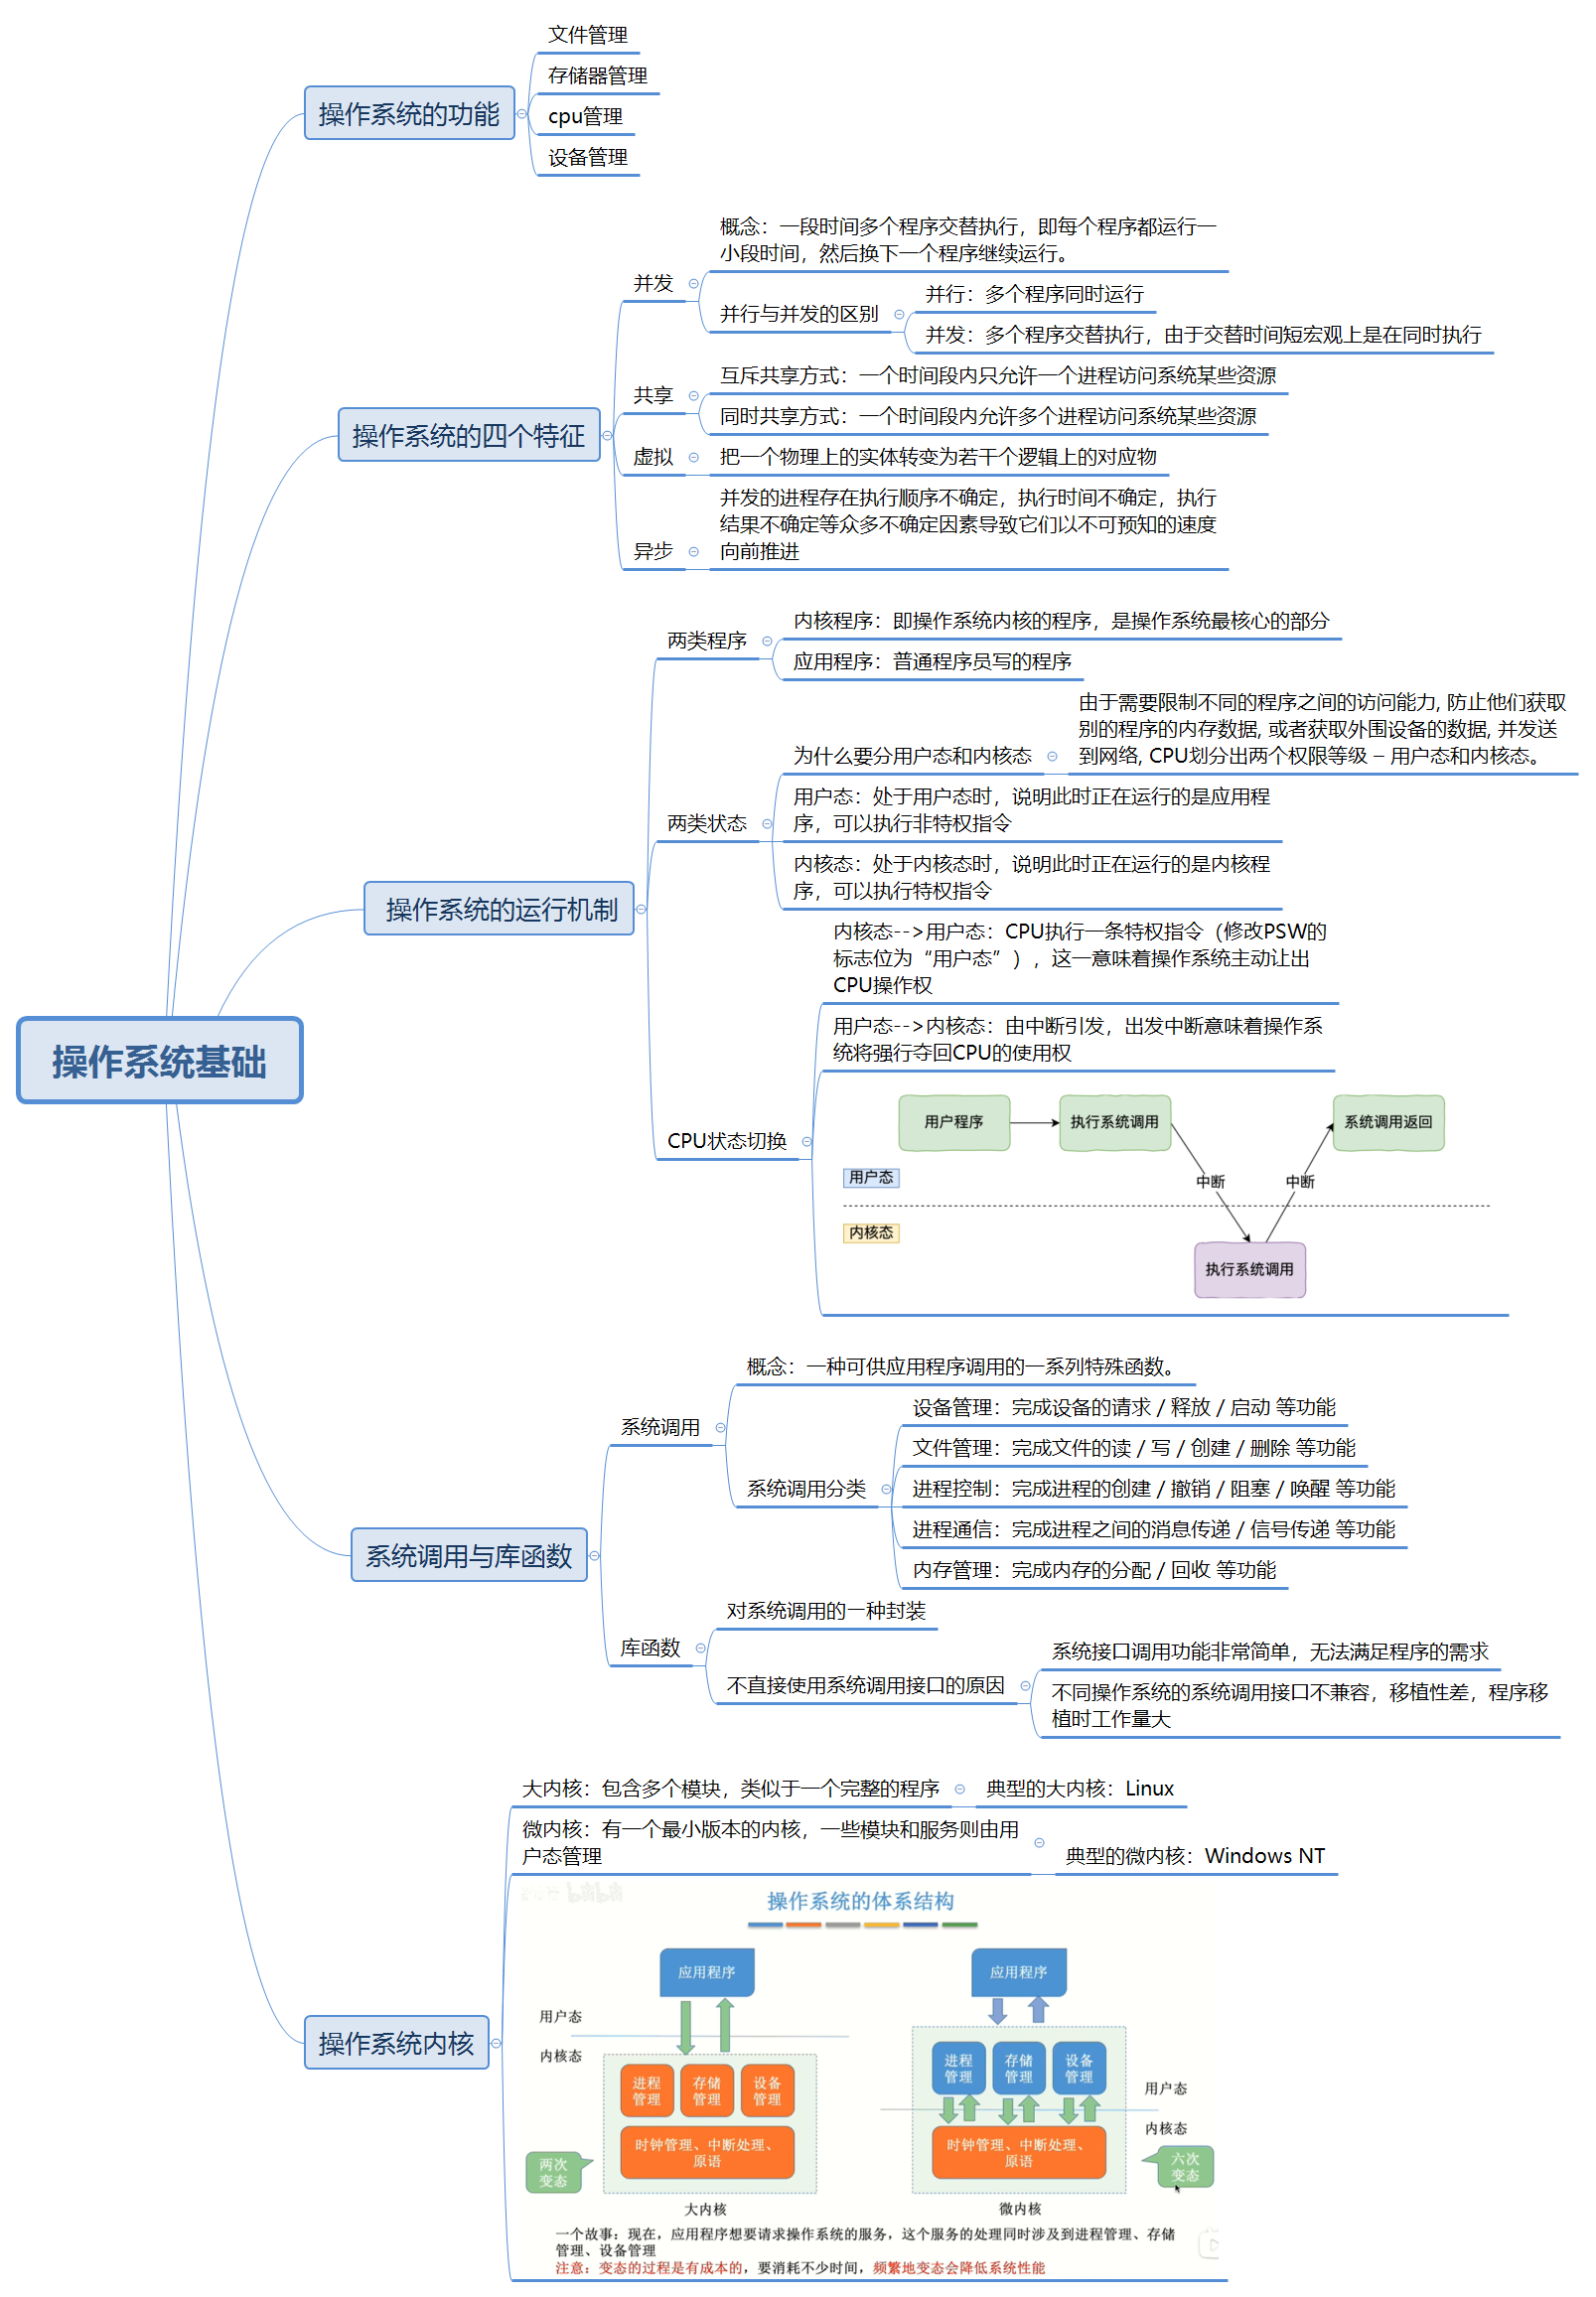 操作系统基础
操作系统的功能
文件管理
存储器管理
cpu管理
设备管理
操作系统的四个特征
并发
概念：一段时间多个程序交替执行，即每个程序都运行一
小段时间，然后换下一个程序继续运行。
并行与并发的区别
并行：多个程序同时运行
并发：多个程序交替执行，由于交替时间短宏观上是在同时执行
共享
互斥共享方式：一个时间段内只允许一个进程访问系统某些资源
同时共享方式：一个时间段内允许多个进程访问系统某些资源
虚拟
把一个物理上的实体转变为若干个逻辑上的对应物
异步
并发的进程存在执行顺序不确定，执行时间不确定，执行
结果不确定等众多不确定因素导致它们以不可预知的速度
向前推进
操作系统的运行机制
两类程序
内核程序：即操作系统内核的程序，是操作系统最核心的部分
应用程序：普通程序员写的程序
两类状态
为什么要分用户态和内核态
由于需要限制不同的程序之间的访问能力, 防止他们获取
别的程序的内存数据, 或者获取外围设备的数据, 并发送
到网络, CPU划分出两个权限等级 – 用户态和内核态。
用户态：处于用户态时，说明此时正在运行的是应用程
序，可以执行非特权指令
内核态：处于内核态时，说明此时正在运行的是内核程
序，可以执行特权指令
CPU状态切换
内核态-->用户态：CPU执行一条特权指令（修改PSW的
标志位为“用户态”），这一意味着操作系统主动让出
CPU操作权
用户态-->内核态：由中断引发，出发中断意味着操作系
统将强行夺回CPU的使用权
用户程序
执行系统调用
系统调用返回
用户态
中断
中断
内核态
执行系统调用
系统调用与库函数
系统调用
概念：一种可供应用程序调用的一系列特殊函数。
系统调用分类
设备管理：完成设备的请求 / 释放 / 启动 等功能
文件管理：完成文件的读 / 写 / 创建 / 删除 等功能
进程控制：完成进程的创建 / 撤销 / 阻塞 / 唤醒 等功能
进程通信：完成进程之间的消息传递 / 信号传递 等功能
内存管理：完成内存的分配 / 回收 等功能
库函数
对系统调用的一种封装
不直接使用系统调用接口的原因
系统接口调用功能非常简单，无法满足程序的需求
不同操作系统的系统调用接口不兼容，移植性差，程序移
植时工作量大
操作系统内核
大内核：包含多个模块，类似于一个完整的程序
典型的大内核：Linux
微内核：有一个最小版本的内核，一些模块和服务则由用
户态管理
典型的微内核：Windows NT
操作系统的体系结构
应用程序
用户态
内核态
进程
管理
存储
管理
设备
管理
时钟管理、中断处理、
原语
两次
变态
大内核
应用程序
进程
管理
存储
管理
设备
管理
用户态
内核态
时钟管理、中断处理、
原语
六次
变态
微内核
一个故事：现在，应用程序想要请求操作系统的服务，这个服务的处理同时涉及到进程管理、存储
管理、设备管理
注意：变态的过程是有成本的，要消耗不少时间，频繁地变态会降低系统性能